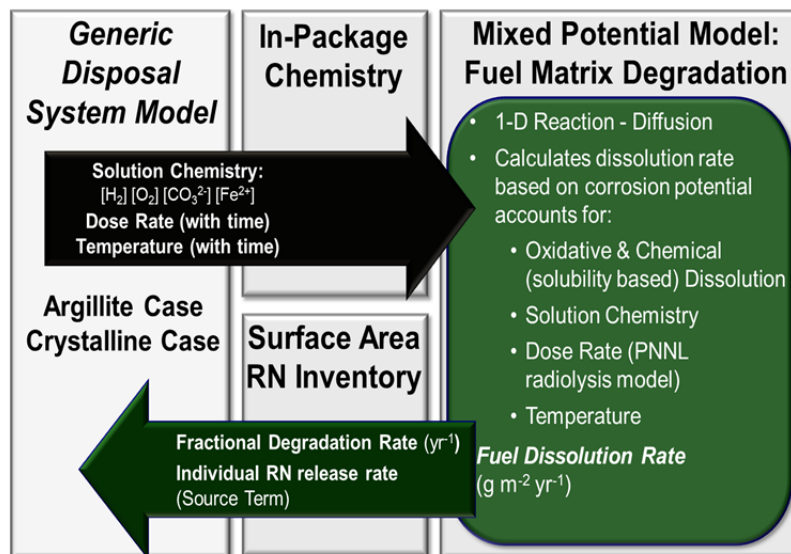 Generic
Disposal
System Model
In-Package
Chemistry
Mixed Potential Model:
Fuel Matrix Degradation
Solution Chemistry:
[H₂] [O₂] [CO₃²⁻] [Fe²⁺]
Dose Rate (with time)
Temperature (with time)
• 1-D Reaction - Diffusion
• Calculates dissolution rate
based on corrosion potential
accounts for:
• Oxidative & Chemical
(solubility based) Dissolution
• Solution Chemistry
• Dose Rate (PNNL
radiolysis model)
• Temperature
Argillite Case
Crystalline Case
Surface Area
RN Inventory
Fractional Degradation Rate (yr⁻¹)
Individual RN release rate
(Source Term)
Fuel Dissolution Rate
(g m⁻² yr⁻¹)